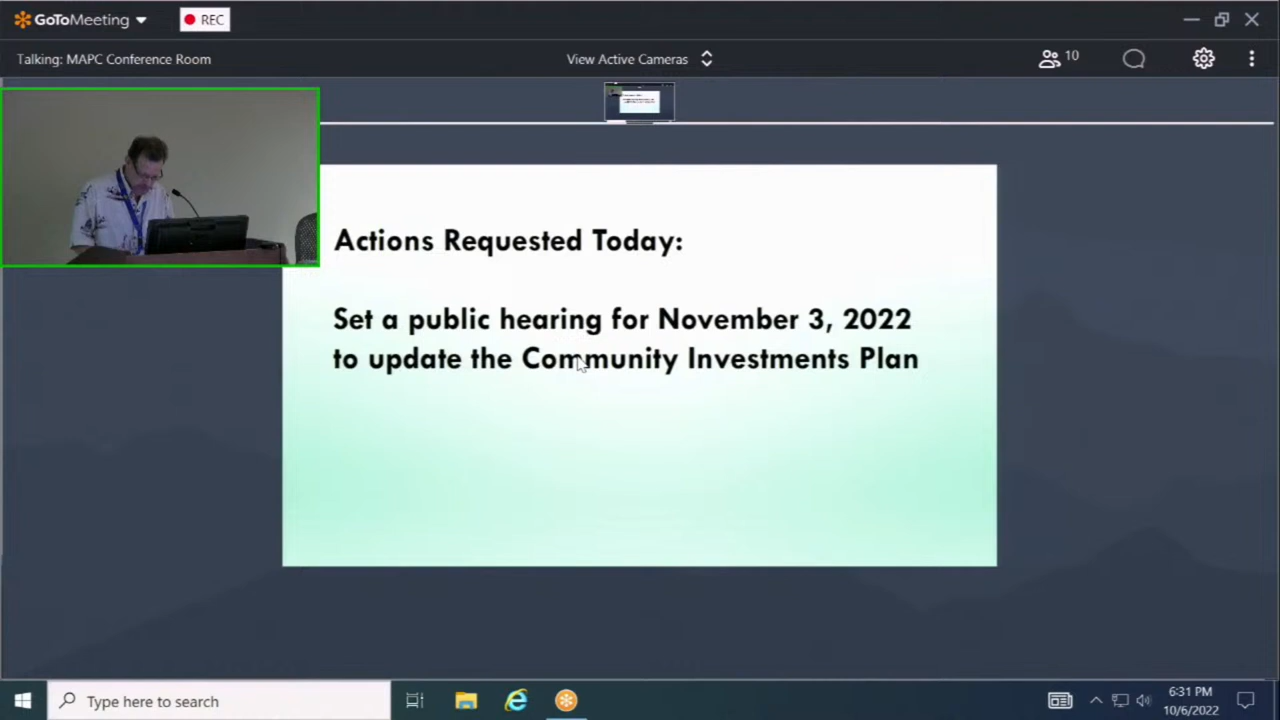 GoToMeeting
REC
Talking: MAPC Conference Room
View Active Cameras
10
Actions Requested Today:
Set a public hearing for November 3, 2022
to update the Community Investments Plan
Type here to search
6:31 PM
10/6/2022